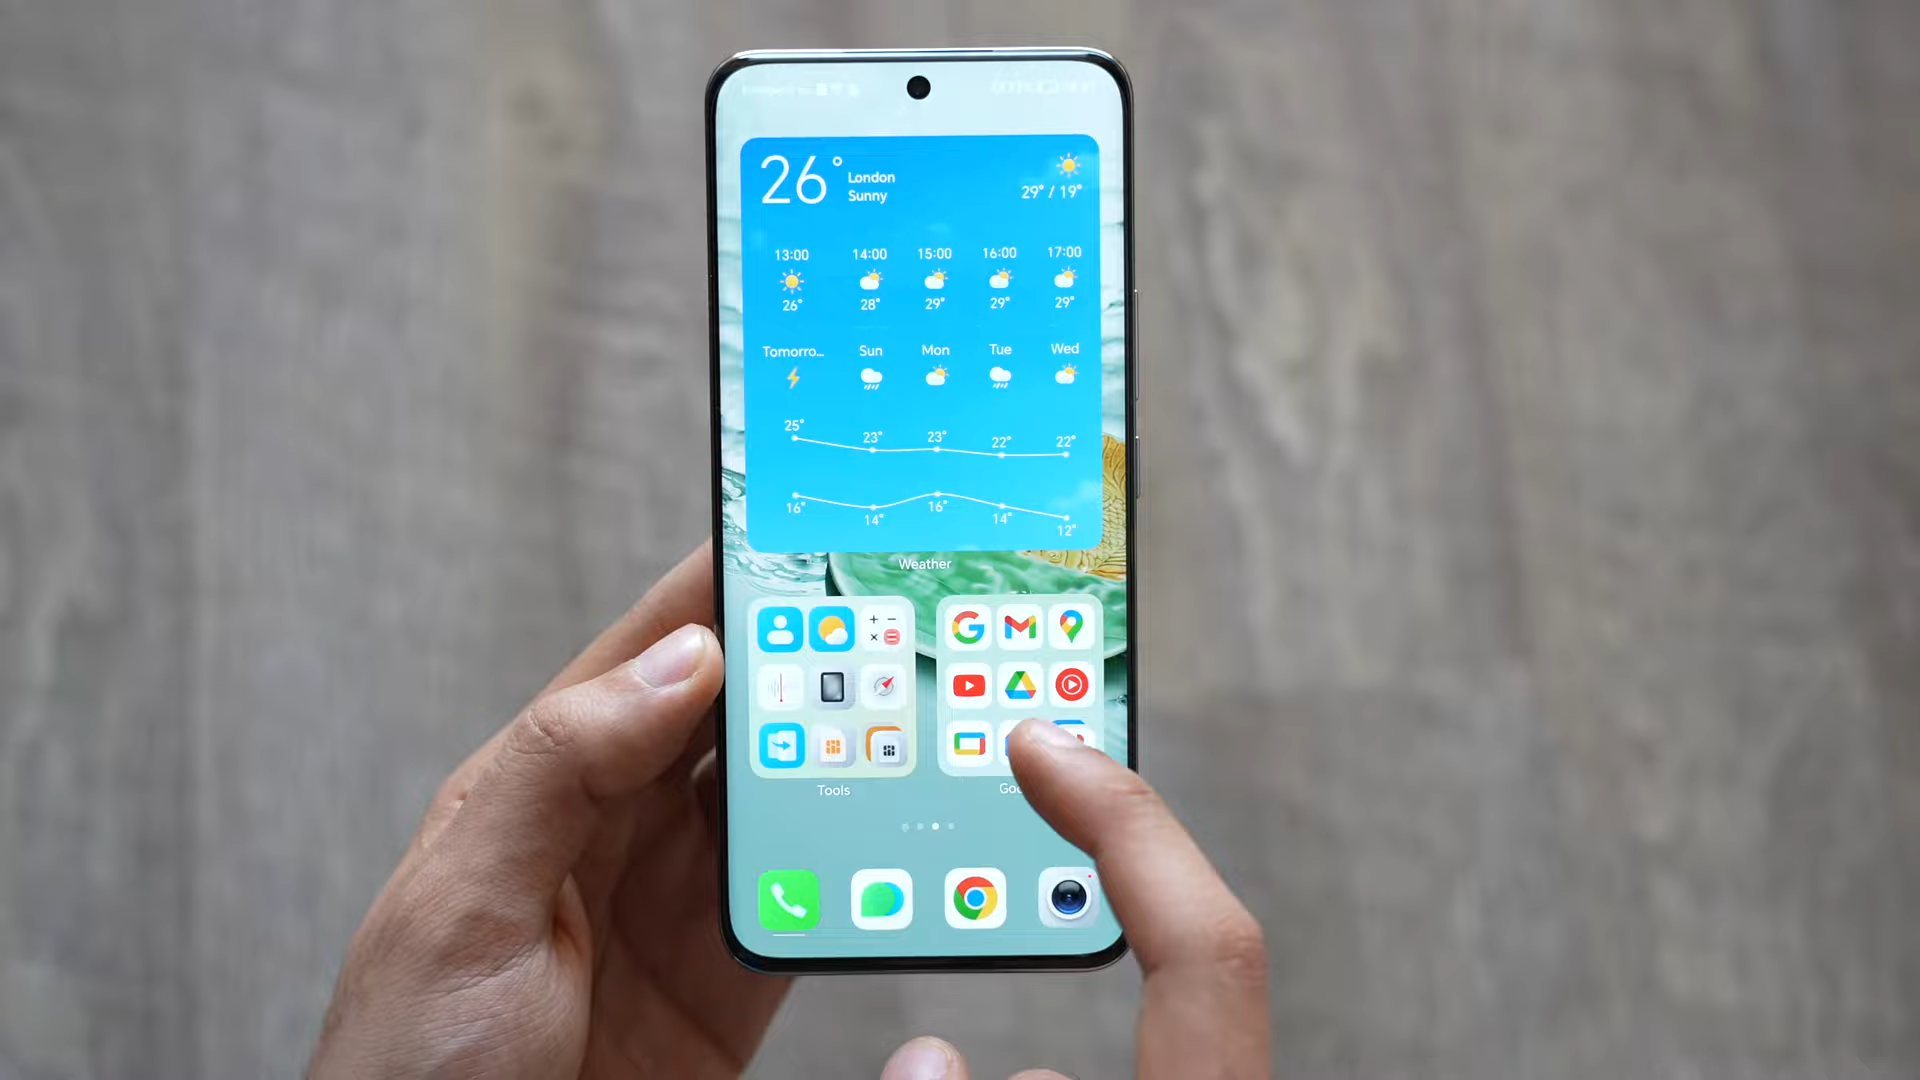 26°
London
Sunny
29° / 19°
13:00 14:00 15:00 16:00 17:00
26° 28° 29° 29° 29°
Tomorro... Sun Mon Tue Wed
25° 23° 23° 22° 22°
16° 14° 16° 14° 12°
Weather
Tools Goo